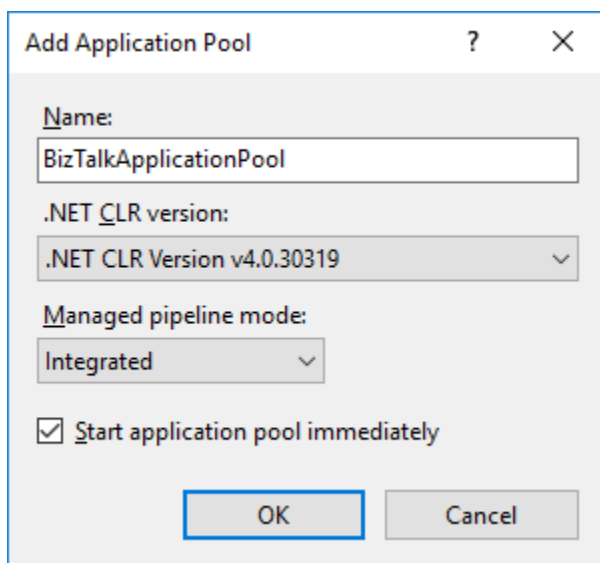 Add Application Pool ?
Name:
BizTalkApplicationPool
.NET CLR version:
.NET CLR Version v4.0.30319
Managed pipeline mode:
Integrated
Start application pool immediately
OK Cancel